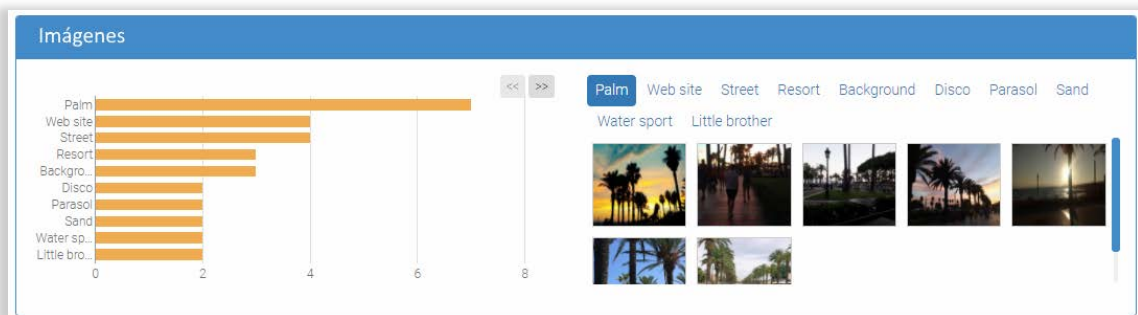 Imágenes
<< >>
Palm
Web site
Street
Resort
Backgro...
Disco
Parasol
Sand
Water sp...
Little bro...
0 2 4 6 8
Palm Web site Street Resort Background Disco Parasol Sand
Water sport Little brother